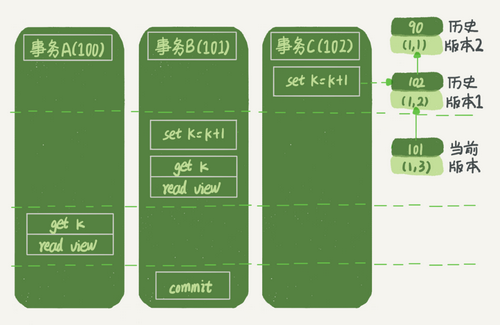 事务A(100)
get k
read view
事务B(101)
set k=k+1
get k
read view
commit
事务C(102)
set k=k+1
90 历史
(1,1) 版本2
102 历史
(1,2) 版本1
101 当前
(1,3) 版本